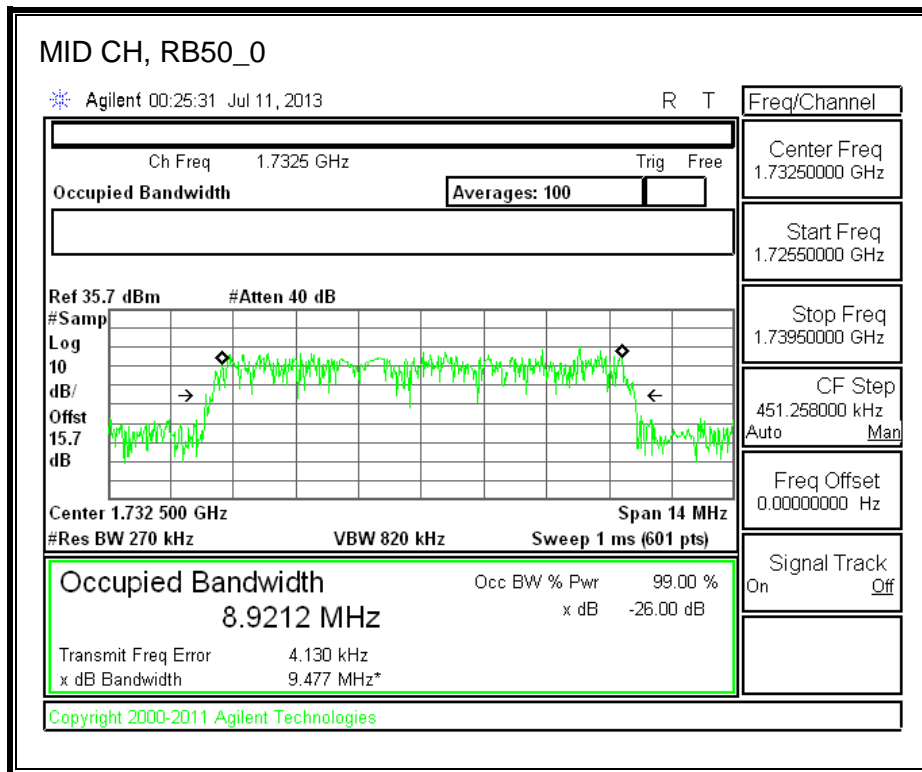 MID CH, RB50_0
Agilent 00:25:31 Jul 11, 2013 R T
Freq/Channel
Ch Freq 1.7325 GHz Trig Free
Occupied Bandwidth Averages: 100
Center Freq
1.73250000 GHz
Start Freq
1.72550000 GHz
Stop Freq
1.73950000 GHz
CF Step
451.258000 kHz
Auto Man
Freq Offset
0.00000000 Hz
Signal Track
On Off
Ref 35.7 dBm #Atten 40 dB
#Samp
Log
10
dB/
Offst
15.7
dB
Center 1.732 500 GHz Span 14 MHz
#Res BW 270 kHz VBW 820 kHz Sweep 1 ms (601 pts)
Occupied Bandwidth Occ BW % Pwr 99.00 %
8.9212 MHz x dB -26.00 dB
Transmit Freq Error 4.130 kHz
x dB Bandwidth 9.477 MHz*
Copyright 2000-2011 Agilent Technologies